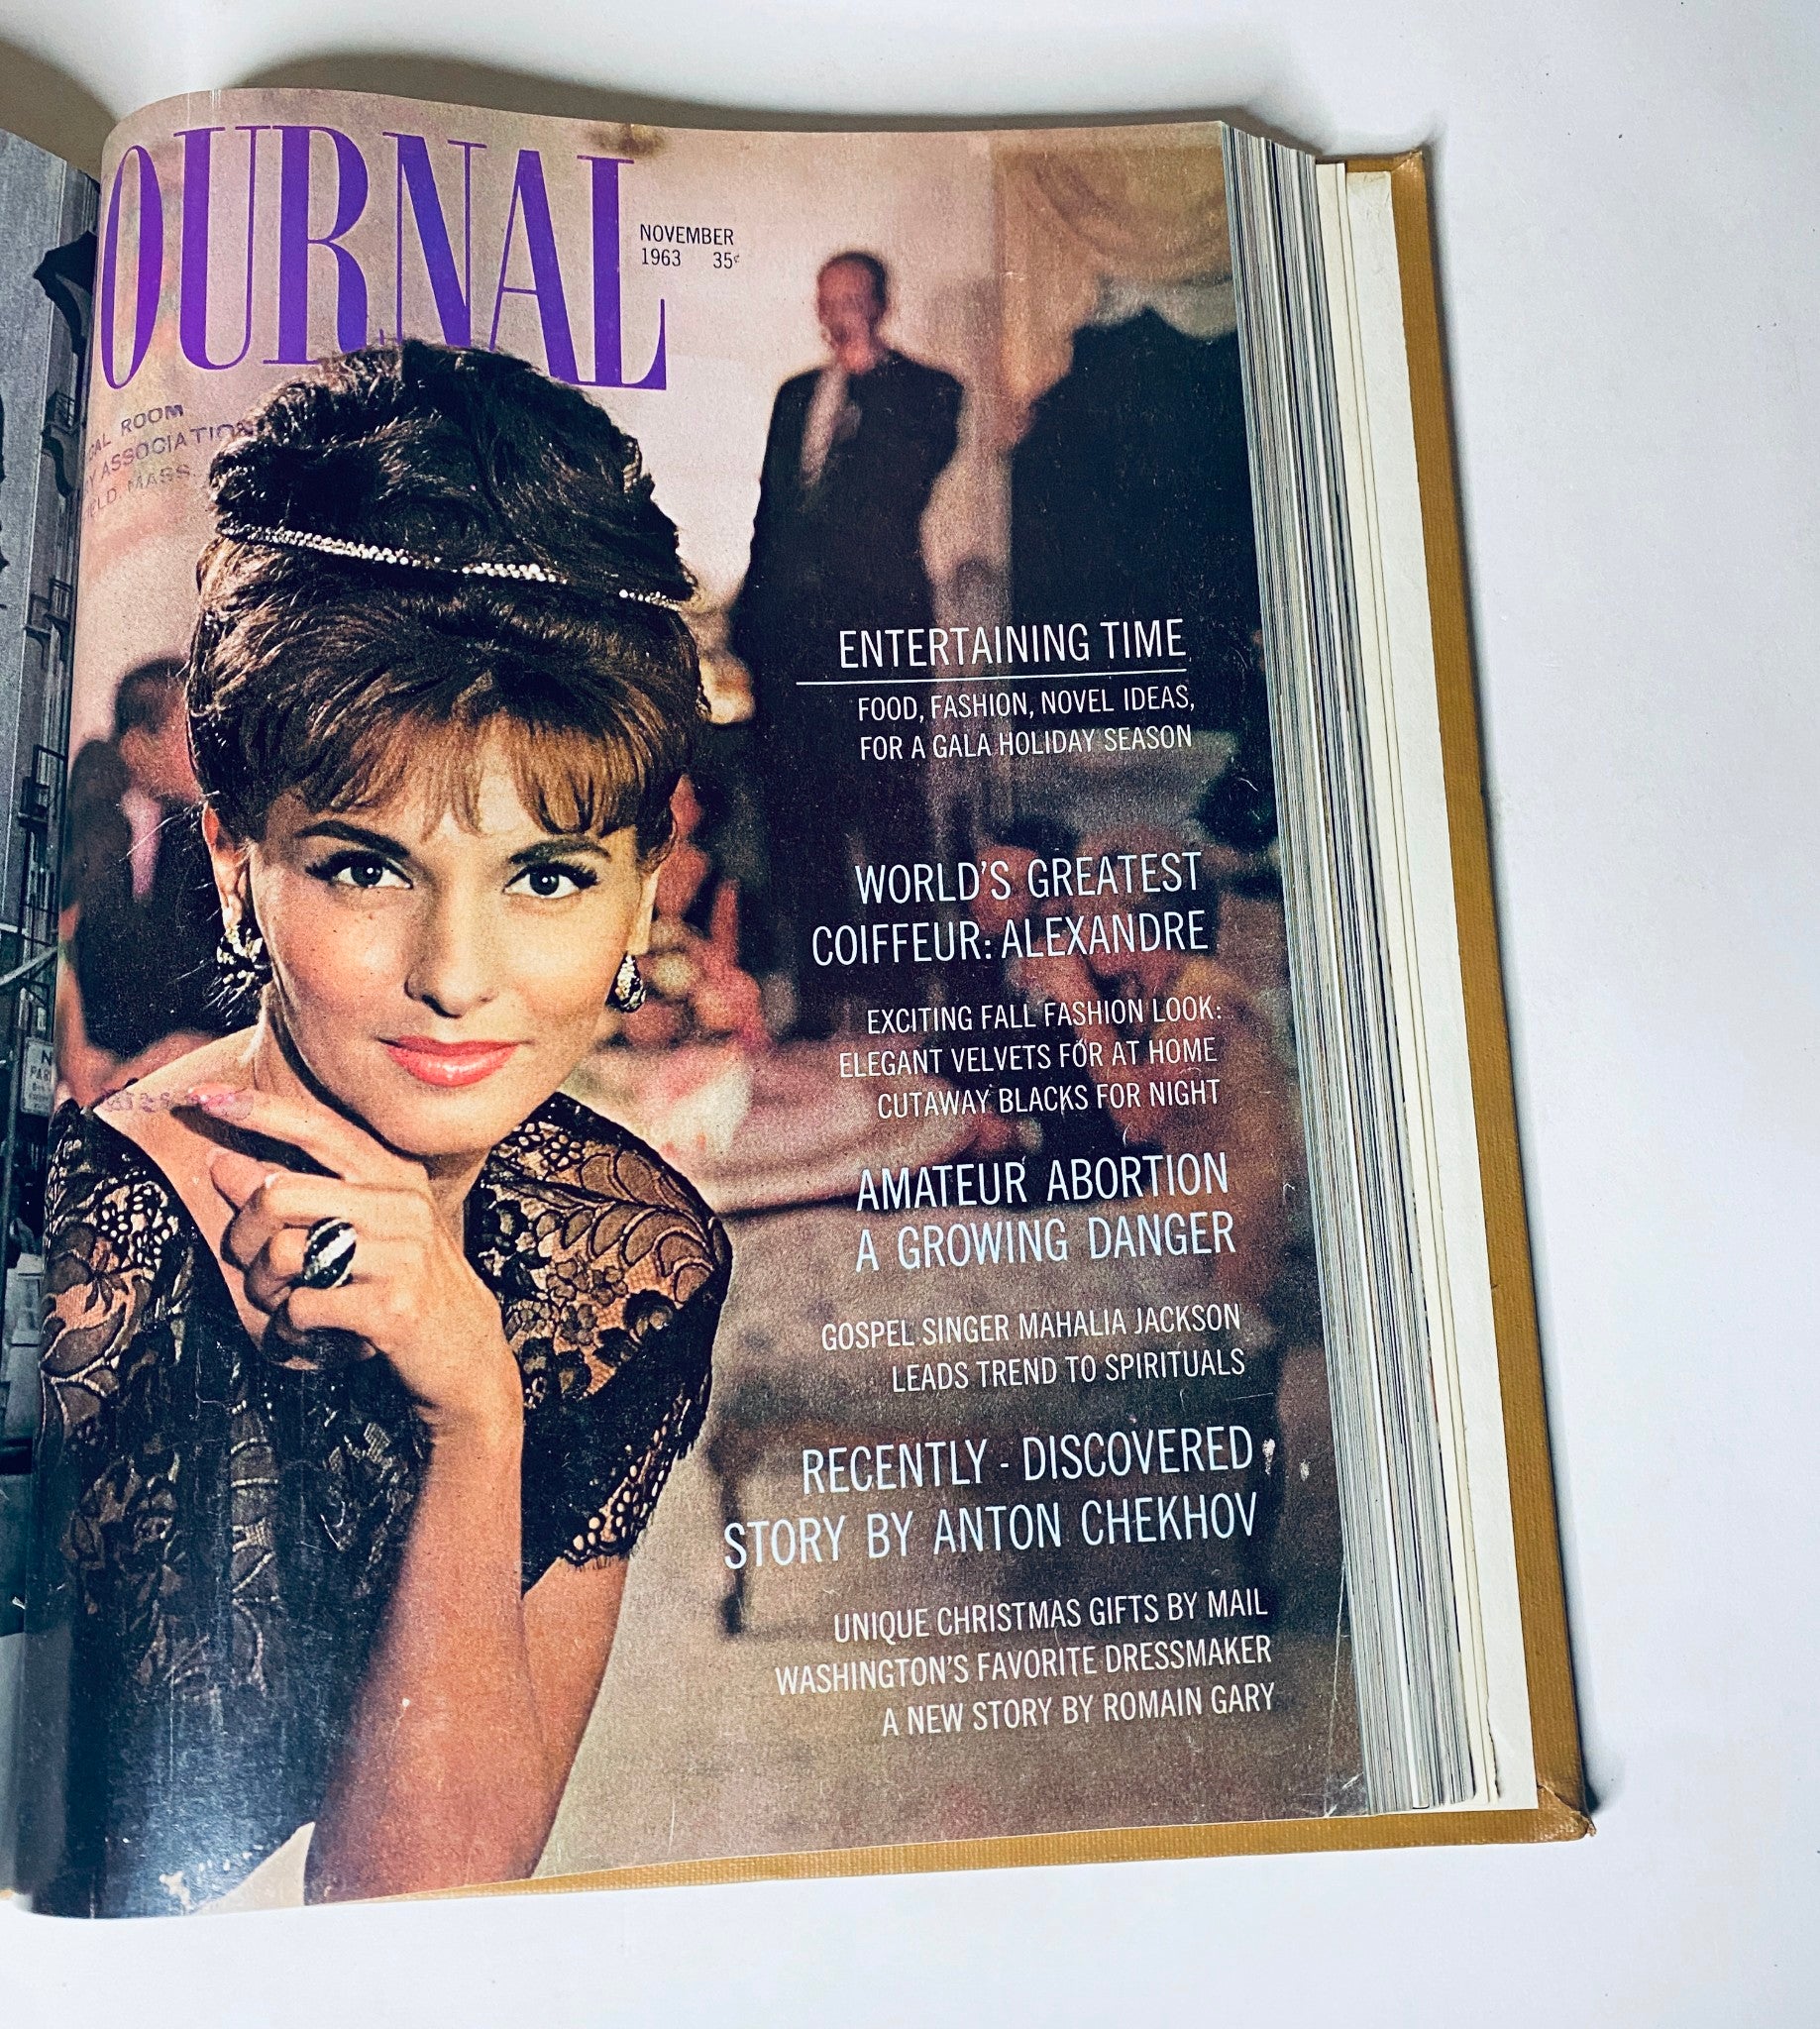 OURNAL
NOVEMBER
1963 35¢
ROOM
ASSOCIATION
MASS.
ENTERTAINING TIME
FOOD, FASHION, NOVEL IDEAS,
FOR A GALA HOLIDAY SEASON
WORLD'S GREATEST
COIFFEUR: ALEXANDRE
EXCITING FALL FASHION LOOK:
ELEGANT VELVETS FOR AT HOME
CUTAWAY BLACKS FOR NIGHT
AMATEUR ABORTION
A GROWING DANGER
GOSPEL SINGER MAHALIA JACKSON
LEADS TREND TO SPIRITUALS
RECENTLY - DISCOVERED
STORY BY ANTON CHEKHOV
UNIQUE CHRISTMAS GIFTS BY MAIL
WASHINGTON'S FAVORITE DRESSMAKER
A NEW STORY BY ROMAIN GARY